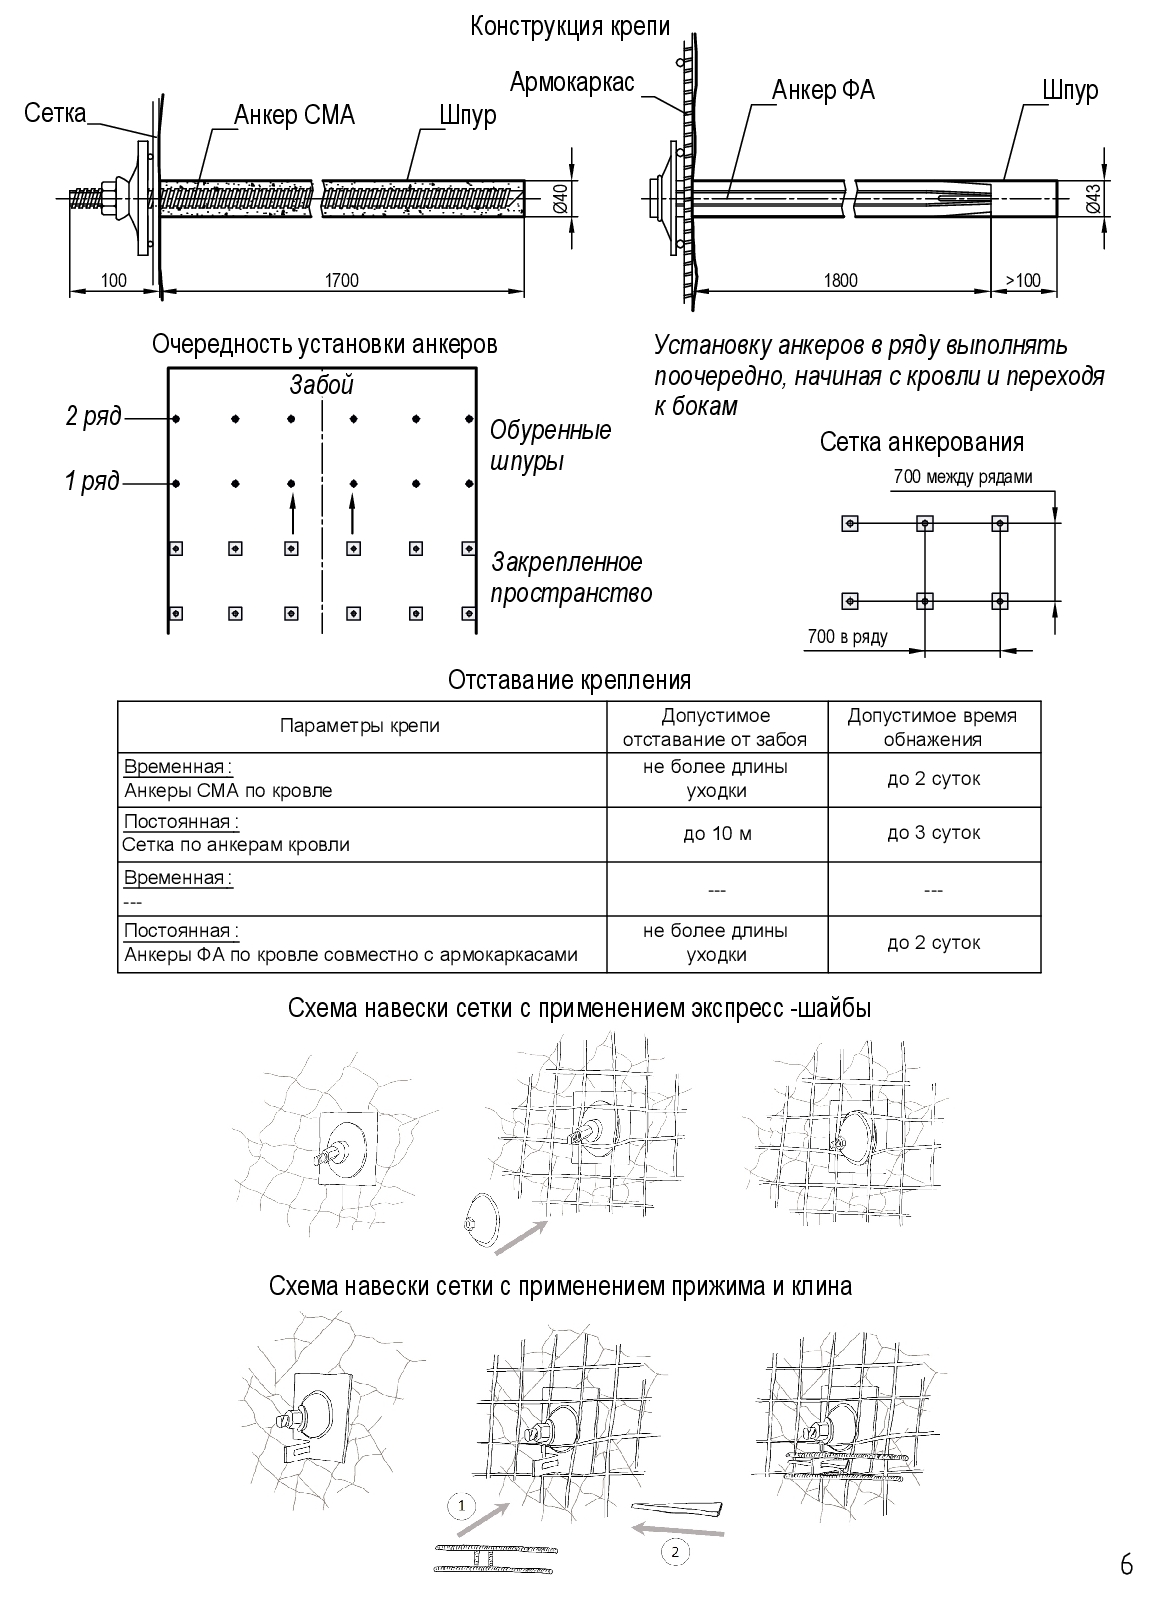 Конструкция крепи
Сетка
Анкер СМА
Шпур
Армокаркас
Анкер ФА
Шпур
Ø40
Ø43
100
1700
1800
>100
Очередность установки анкеров
Забой
2 ряд
1 ряд
Обуренные
шпуры
Закрепленное
пространство
Установку анкеров в ряду выполнять
поочередно, начиная с кровли и переходя
к бокам
Сетка анкерования
700 между рядами
700 в ряду
Отставание крепления
Параметры крепи
Допустимое
отставание от забоя
Допустимое время
обнажения
Временная:
Анкеры СМА по кровле
не более длины
уходки
до 2 суток
Постоянная:
Сетка по анкерам кровли
до 10 м
до 3 суток
Временная:
---
---
---
Постоянная:
Анкеры ФА по кровле совместно с армокаркасами
не более длины
уходки
до 2 суток
Схема навески сетки с применением экспресс -шайбы
Схема навески сетки с применением прижима и клина
1
2
6